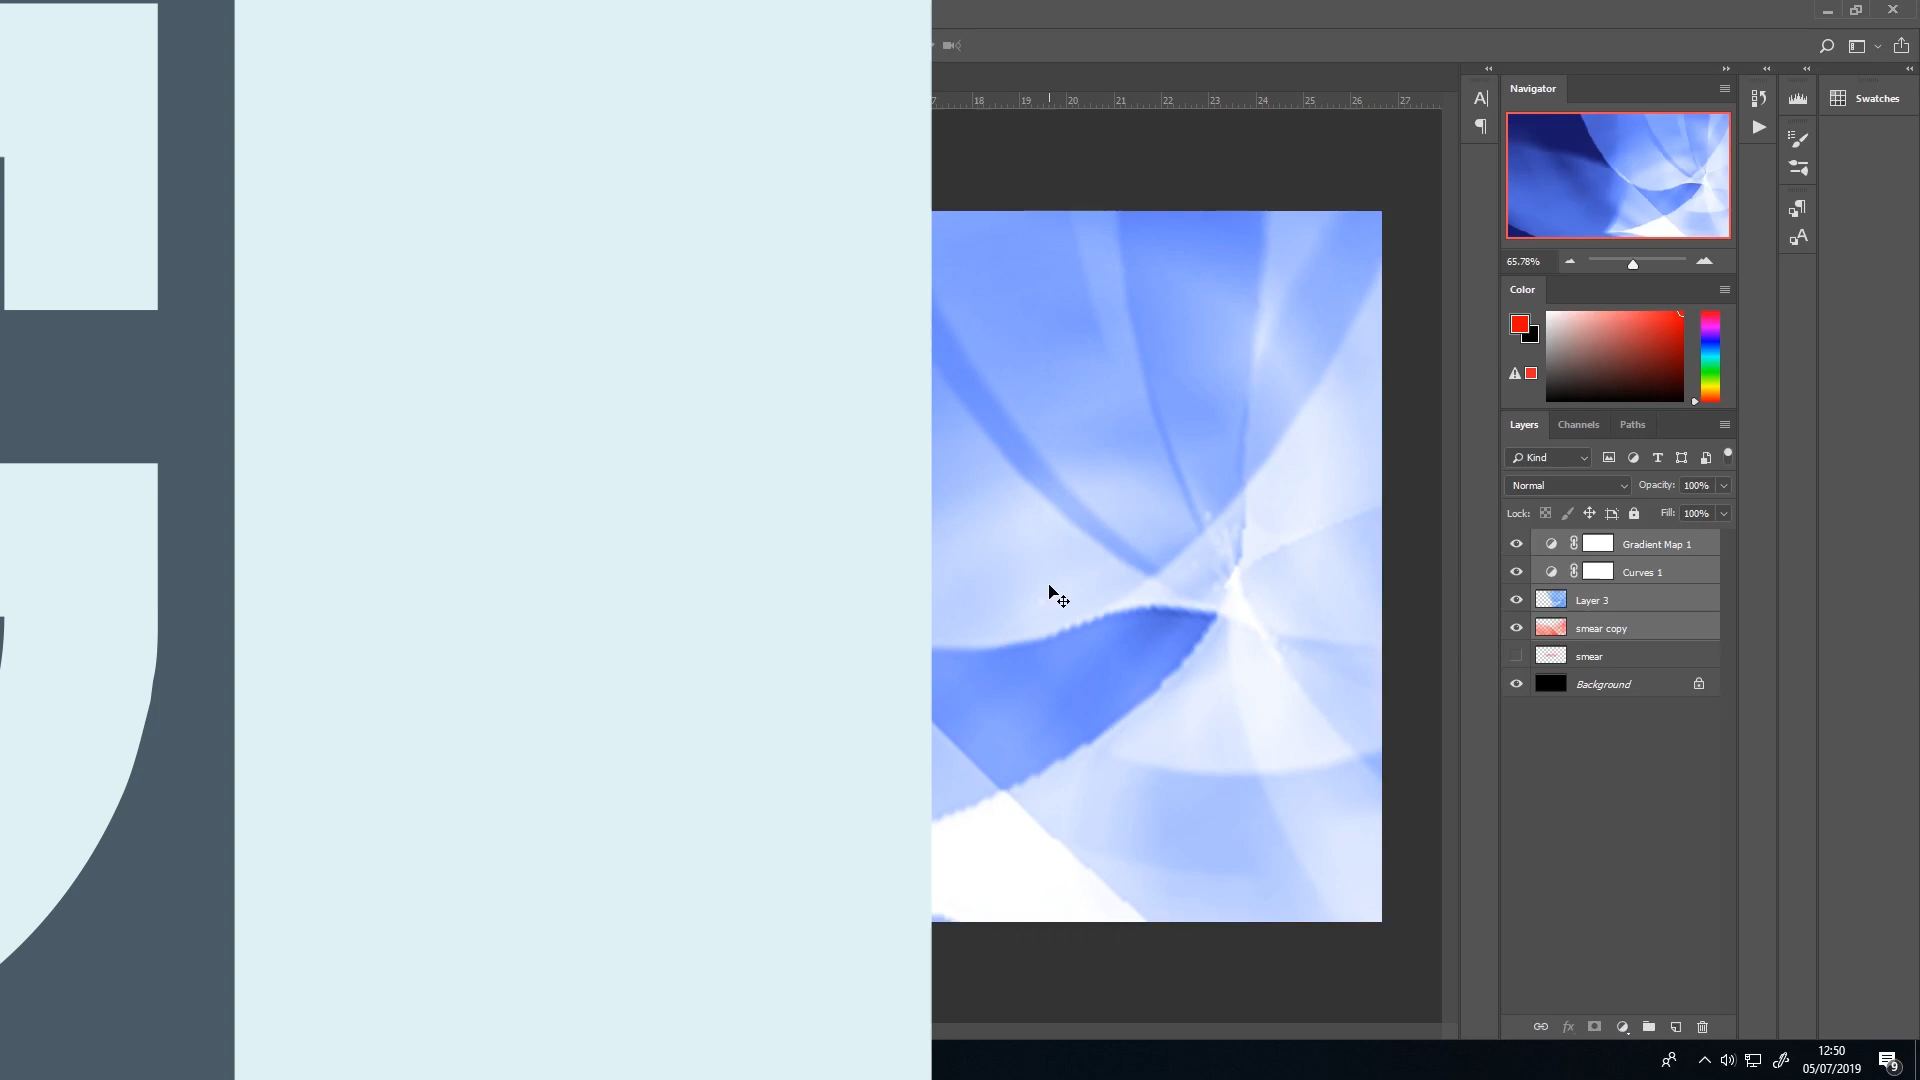 18 19 20 21 22 23 24 25 26 27
Navigator
Swatches
65.78%
Color
Layers Channels Paths
Kind
Normal Opacity: 100%
Lock: Fill: 100%
Gradient Map 1
Curves 1
Layer 3
smear copy
smear
Background
fx
12:50
05/07/2019
9